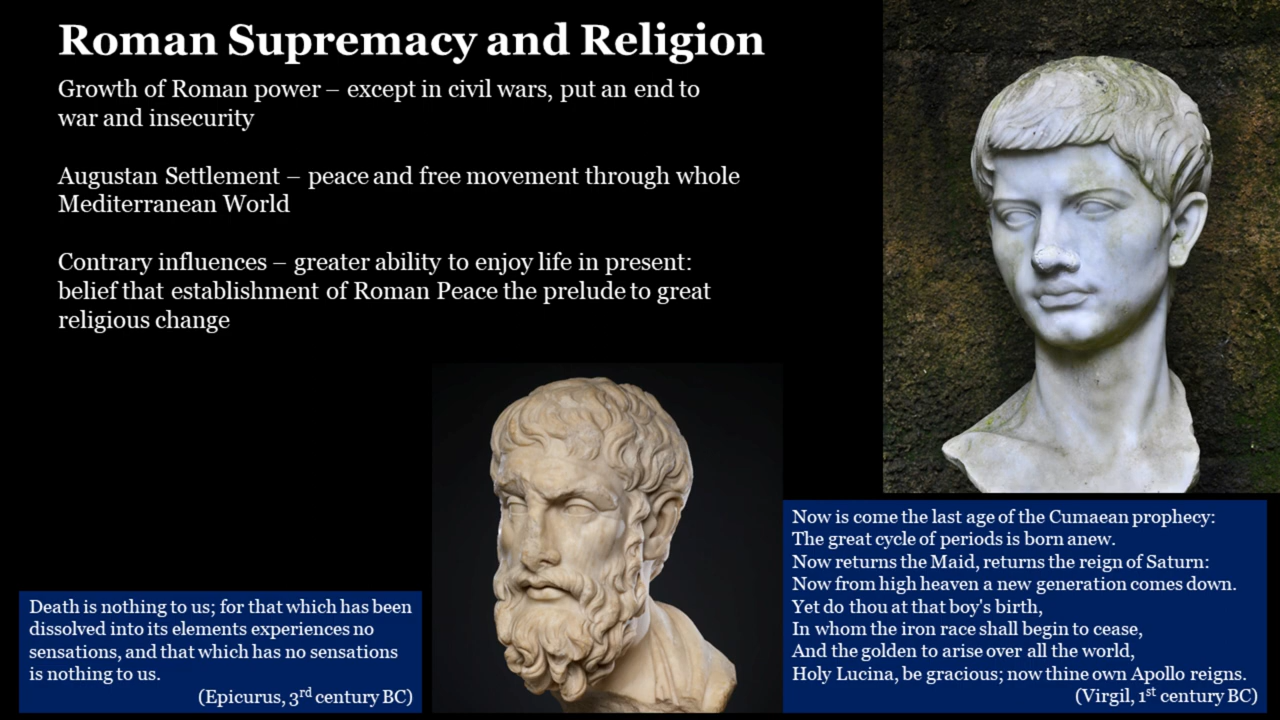 Roman Supremacy and Religion
Growth of Roman power – except in civil wars, put an end to
war and insecurity
Augustan Settlement – peace and free movement through whole
Mediterranean World
Contrary influences – greater ability to enjoy life in present:
belief that establishment of Roman Peace the prelude to great
religious change
Death is nothing to us; for that which has been
dissolved into its elements experiences no
sensations, and that which has no sensations
is nothing to us.
(Epicurus, 3rd century BC)
Now is come the last age of the Cumaean prophecy:
The great cycle of periods is born anew.
Now returns the Maid, returns the reign of Saturn:
Now from high heaven a new generation comes down.
Yet do thou at that boy's birth,
In whom the iron race shall begin to cease,
And the golden to arise over all the world,
Holy Lucina, be gracious; now thine own Apollo reigns.
(Virgil, 1st century BC)